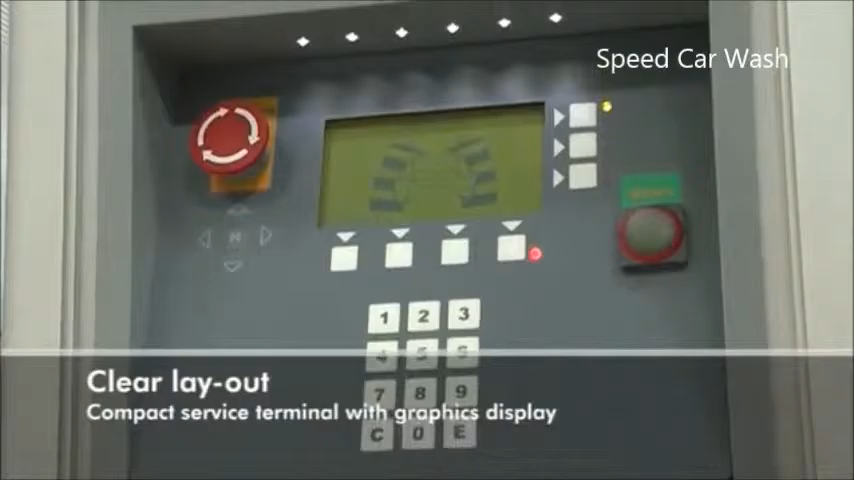 Speed Car Wash
M
1 2 3
4 5 6
Clear lay-out
7 8 9
Compact service terminal with graphics display
C 0 E